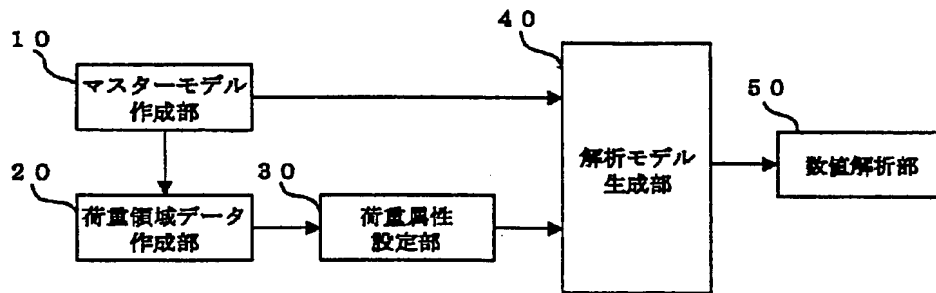 １０
マスターモデル
作成部
２０
荷重領域データ
作成部
３０
荷重属性
設定部
４０
解析モデル
生成部
５０
数値解析部